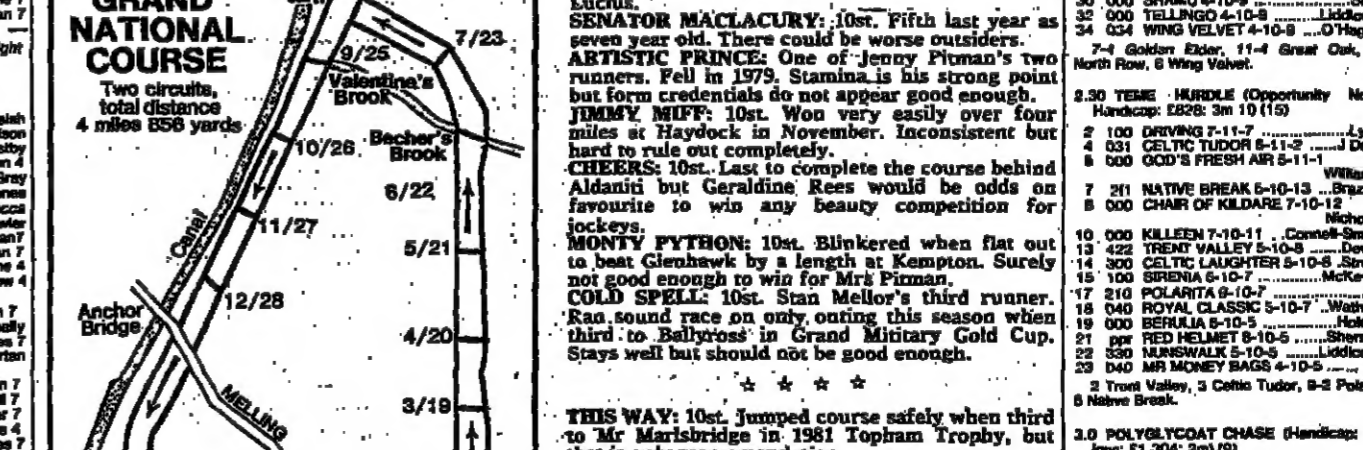 GRAND
NATIONAL
COURSE
Two circuits,
total distance
4 miles 856 yards
7/23
9/25
Valentine's
Brook
Becher's
Brook
10/26
6/22
"Canal"
11/27
5/21
12/28
Anchor
Bridge
4/20
MELLING
3/19
SENATOR MACLACURY: 10st. Fifth last year as
seven year old. There could be worse outsiders.
ARTISTIC PRINCE: One of Jenny Pitman's two
runners. Fell in 1979. Stamina is his strong point
but form credentials do not appear good enough.
JIMMY MIFF: 10st. Won very easily over four
miles at Haydock in November. Inconsistent but
hard to rule out completely.
CHEERS: 10st. Last to complete the course behind
Aldaniti but Geraldine Rees would be odds on
favourite to win any beauty competition for
jockeys.
MONTY PYTHON: 10st. Blinkered when flat out
to beat Glenhawk by a length at Kempton. Surely
not good enough to win for Mrs Pitman.
COLD SPELL: 10st. Stan Mellor's third runner.
Ran sound race on only outing this season when
third to Ballyross in Grand Military Gold Cup.
Stays well but should not be good enough.
☆ ☆ ☆ ☆
THIS WAY: 10st. Jumped course safely when third
to Mr Marlsbridge in 1981 Topham Trophy, but
32 000 TELLINGO 4-10-8
34 034 WING VELVET 4-10-8 ....O'Hag
7-4 Golden Elder, 11-4 Great Oak,
North Row, 6 Wing Velvet.
2.30 TEME HURDLE (Opportunity
Handicap: £828: 3m 10 (15)
2 100 DRIVING 7-11-7
4 031 CELTIC TUDOR 6-11-2 ......J
5 000 GOD'S FRESH AIR 5-11-1
7 2f1 NATIVE BREAK 5-10-13
8 000 CHAIR OF KILDARE 7-10-12
10 000 KILLEEN 7-10-11
13 422 TRENT VALLEY 5-10-8
14 300 CELTIC LAUGHTER 5-10-8
15 100 SIRENIA 6-10-7
17 210 POLARITA 9-10-7
18 040 ROYAL CLASSIC 5-10-7
19 000 BERULIA 5-10-5
21 ppr RED HELMET 8-10-5
22 330 NUNSWALK 5-10-5
23 040 MR MONEY BAGS 4-10-5
2 Trent Valley, 3 Celtic Tudor, 9-2
6 Native Break.
3.0 POLYGLYCOAT CHASE (Handicap: